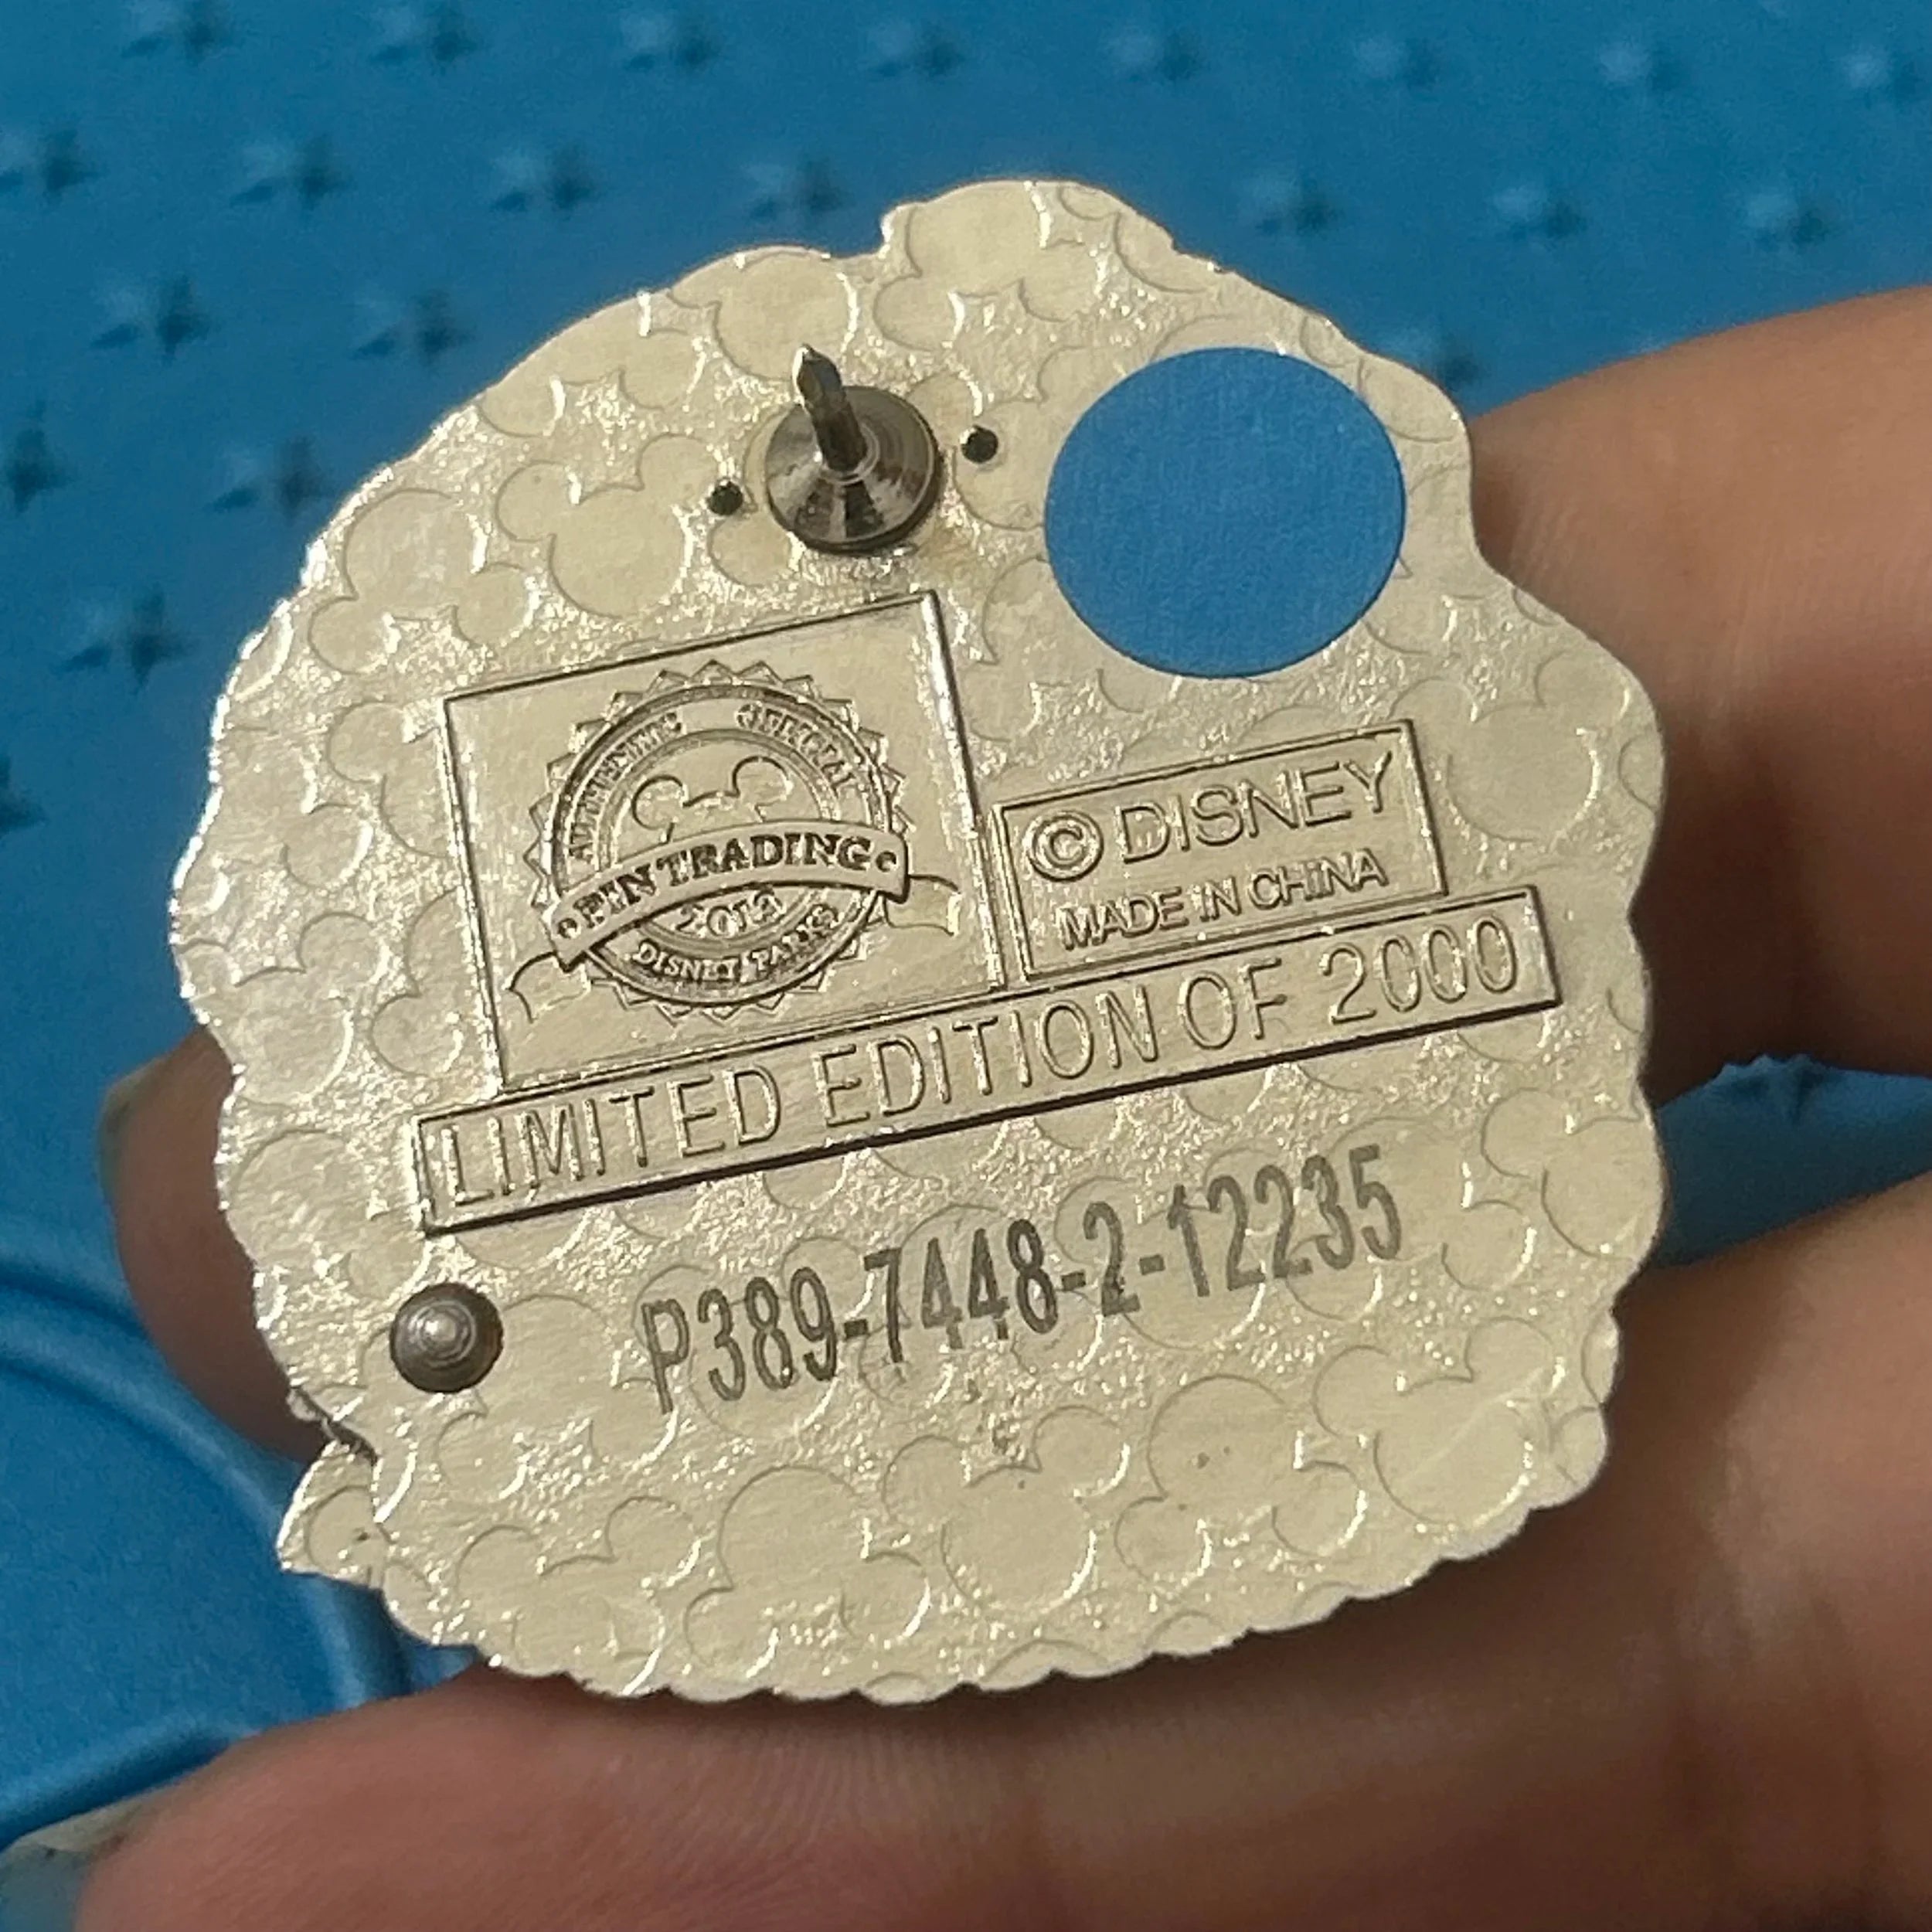 AUTHENTIC OFFICIAL
PIN TRADING
2013
DISNEY PARKS
© DISNEY
MADE IN CHINA
LIMITED EDITION OF 2000
P389-7448-2-12235